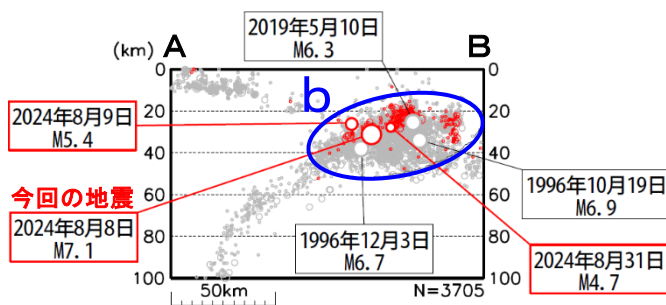 2019年5月10日
M6.3
(km) A B
0 0
b
20 20
2024年8月9日
M5.4
40 40
今回の地震
2024年8月8日
M7.1
60 60
1996年10月19日
M6.9
1996年12月3日
M6.7
80 80
2024年8月31日
M4.7
100 100
50km N=3705